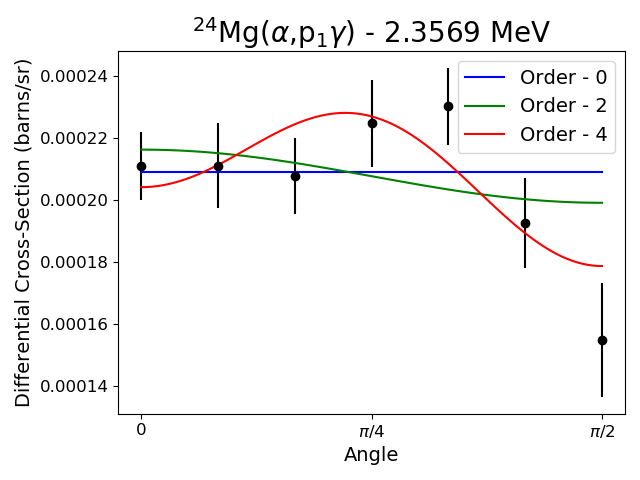 ²⁴Mg(α,p₁γ) - 2.3569 MeV
Differential Cross-Section (barns/sr)
0.00024
0.00022
0.00020
0.00018
0.00016
0.00014
Order - 0
Order - 2
Order - 4
0
π/4
π/2
Angle